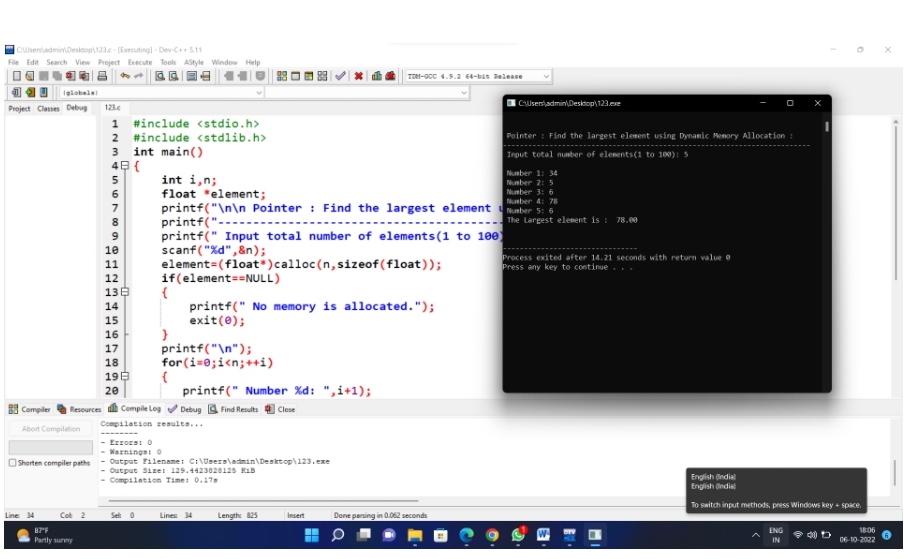 C:\Users\admin\Desktop\123.c - [Executing] - Dev-C++ 5.11
File Edit Search View Project Execute Tools AStyle Window Help
TDM-GCC 4.9.2 64-bit Release
(globals)
Project Classes Debug
123.c
1 #include <stdio.h>
2 #include <stdlib.h>
3 int main()
4 {
5 int i,n;
6 float *element;
7 printf("\n\n Pointer : Find the largest element u
8 printf("-------------------------------
9 printf(" Input total number of elements(1 to 100)
10 scanf("%d",&n);
11 element=(float*)calloc(n,sizeof(float));
12 if(element==NULL)
13 {
14 printf(" No memory is allocated.");
15 exit(0);
16 }
17 printf("\n");
18 for(i=0;i<n;++i)
19 {
20 printf(" Number %d: ",i+1);
C:\Users\admin\Desktop\123.exe
Pointer : Find the largest element using Dynamic Memory Allocation :
-------------------------------------------------------------------------
Input total number of elements(1 to 100): 5
Number 1: 34
Number 2: 5
Number 3: 6
Number 4: 78
Number 5: 6
The Largest element is : 78.00
--------------------------------
Process exited after 14.21 seconds with return value 0
Press any key to continue . . .
Compiler Resources Compile Log Debug Find Results Close
Abort Compilation
Shorten compiler paths
Compilation results...
--------
- Errors: 0
- Warnings: 0
- Output Filename: C:\Users\admin\Desktop\123.exe
- Output Size: 129.4423828125 KiB
- Compilation Time: 0.17s
English (India)
English (India)
To switch input methods, press Windows key + space.
Line: 34 Col: 2 Sel: 0 Lines: 34 Length: 825 Insert Done parsing in 0.062 seconds
87°F
Partly sunny
ENG
IN
18:06
06-10-2022
6